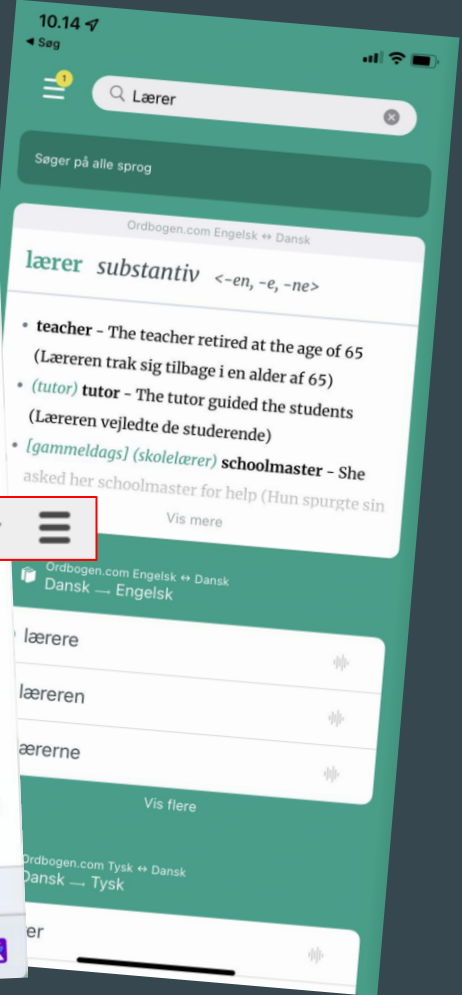 10.14
◀ Søg
1
Lærer
Søger på alle sprog
Ordbogen.com Engelsk ↔ Dansk
lærer substantiv <-en, -e, -ne>
• teacher – The teacher retired at the age of 65
(Læreren trak sig tilbage i en alder af 65)
• (tutor) tutor – The tutor guided the students
(Læreren vejledte de studerende)
• [gammeldags] (skolelærer) schoolmaster – She
asked her schoolmaster for help (Hun spurgte sin
Vis mere
Ordbogen.com Engelsk ↔ Dansk
Dansk → Engelsk
lærere
læreren
ærerne
Vis flere
Ordbogen.com Tysk ↔ Dansk
Dansk → Tysk
er